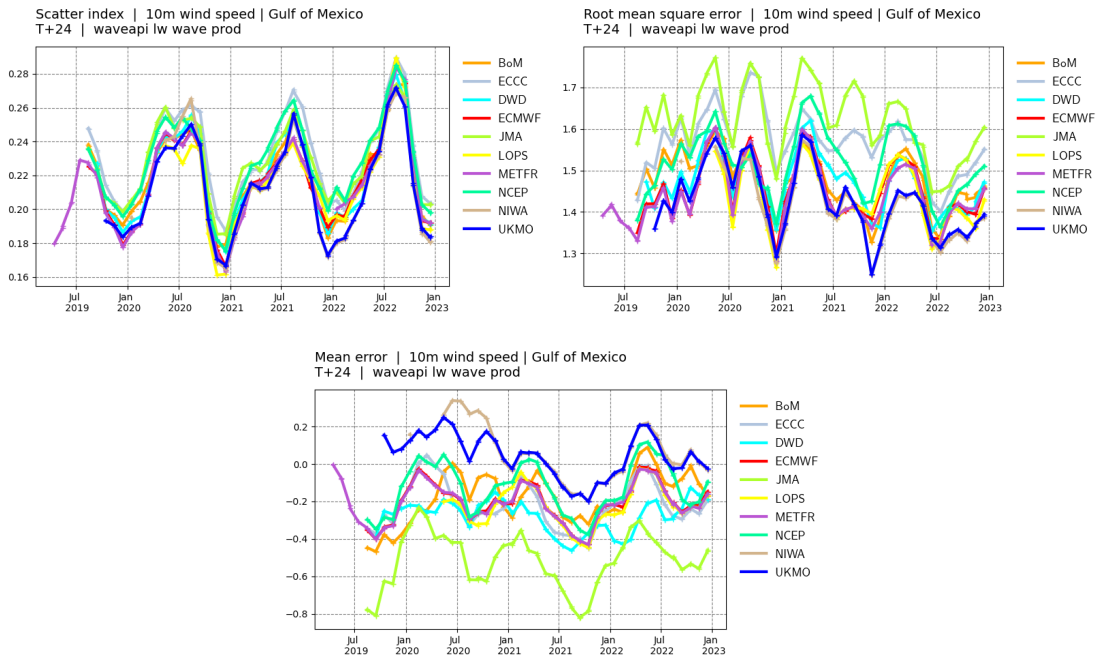 Scatter index | 10m wind speed | Gulf of Mexico
T+24 | waveapi lw wave prod
0.28
0.26
0.24
0.22
0.20
0.18
0.16
Jul 2019
Jan 2020
Jul 2020
Jan 2021
Jul 2021
Jan 2022
Jul 2022
Jan 2023
BoM
ECCC
DWD
ECMWF
JMA
LOPS
METFR
NCEP
NIWA
UKMO
Root mean square error | 10m wind speed | Gulf of Mexico
T+24 | waveapi lw wave prod
1.7
1.6
1.5
1.4
1.3
Jul 2019
Jan 2020
Jul 2020
Jan 2021
Jul 2021
Jan 2022
Jul 2022
Jan 2023
BoM
ECCC
DWD
ECMWF
JMA
LOPS
METFR
NCEP
NIWA
UKMO
Mean error | 10m wind speed | Gulf of Mexico
T+24 | waveapi lw wave prod
0.2
0.0
−0.2
−0.4
−0.6
−0.8
Jul 2019
Jan 2020
Jul 2020
Jan 2021
Jul 2021
Jan 2022
Jul 2022
Jan 2023
BoM
ECCC
DWD
ECMWF
JMA
LOPS
METFR
NCEP
NIWA
UKMO